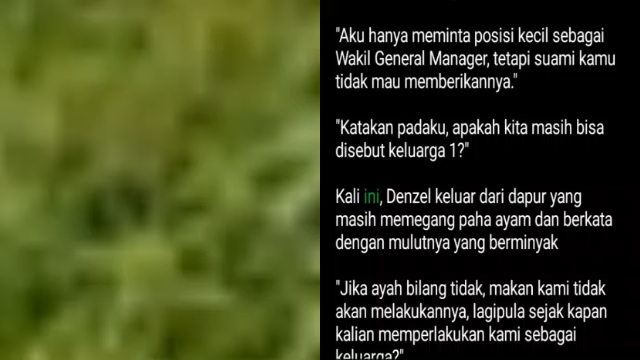 "Aku hanya meminta posisi kecil sebagai
Wakil General Manager, tetapi suami kamu
tidak mau memberikannya."
"Katakan padaku, apakah kita masih bisa
disebut keluarga 1?"
Kali ini, Denzel keluar dari dapur yang
masih memegang paha ayam dan berkata
dengan mulutnya yang berminyak
"Jika ayah bilang tidak, makan kami tidak
akan melakukannya, lagipula sejak kapan
kalian memperlakukan kami sebagai
keluarga?"